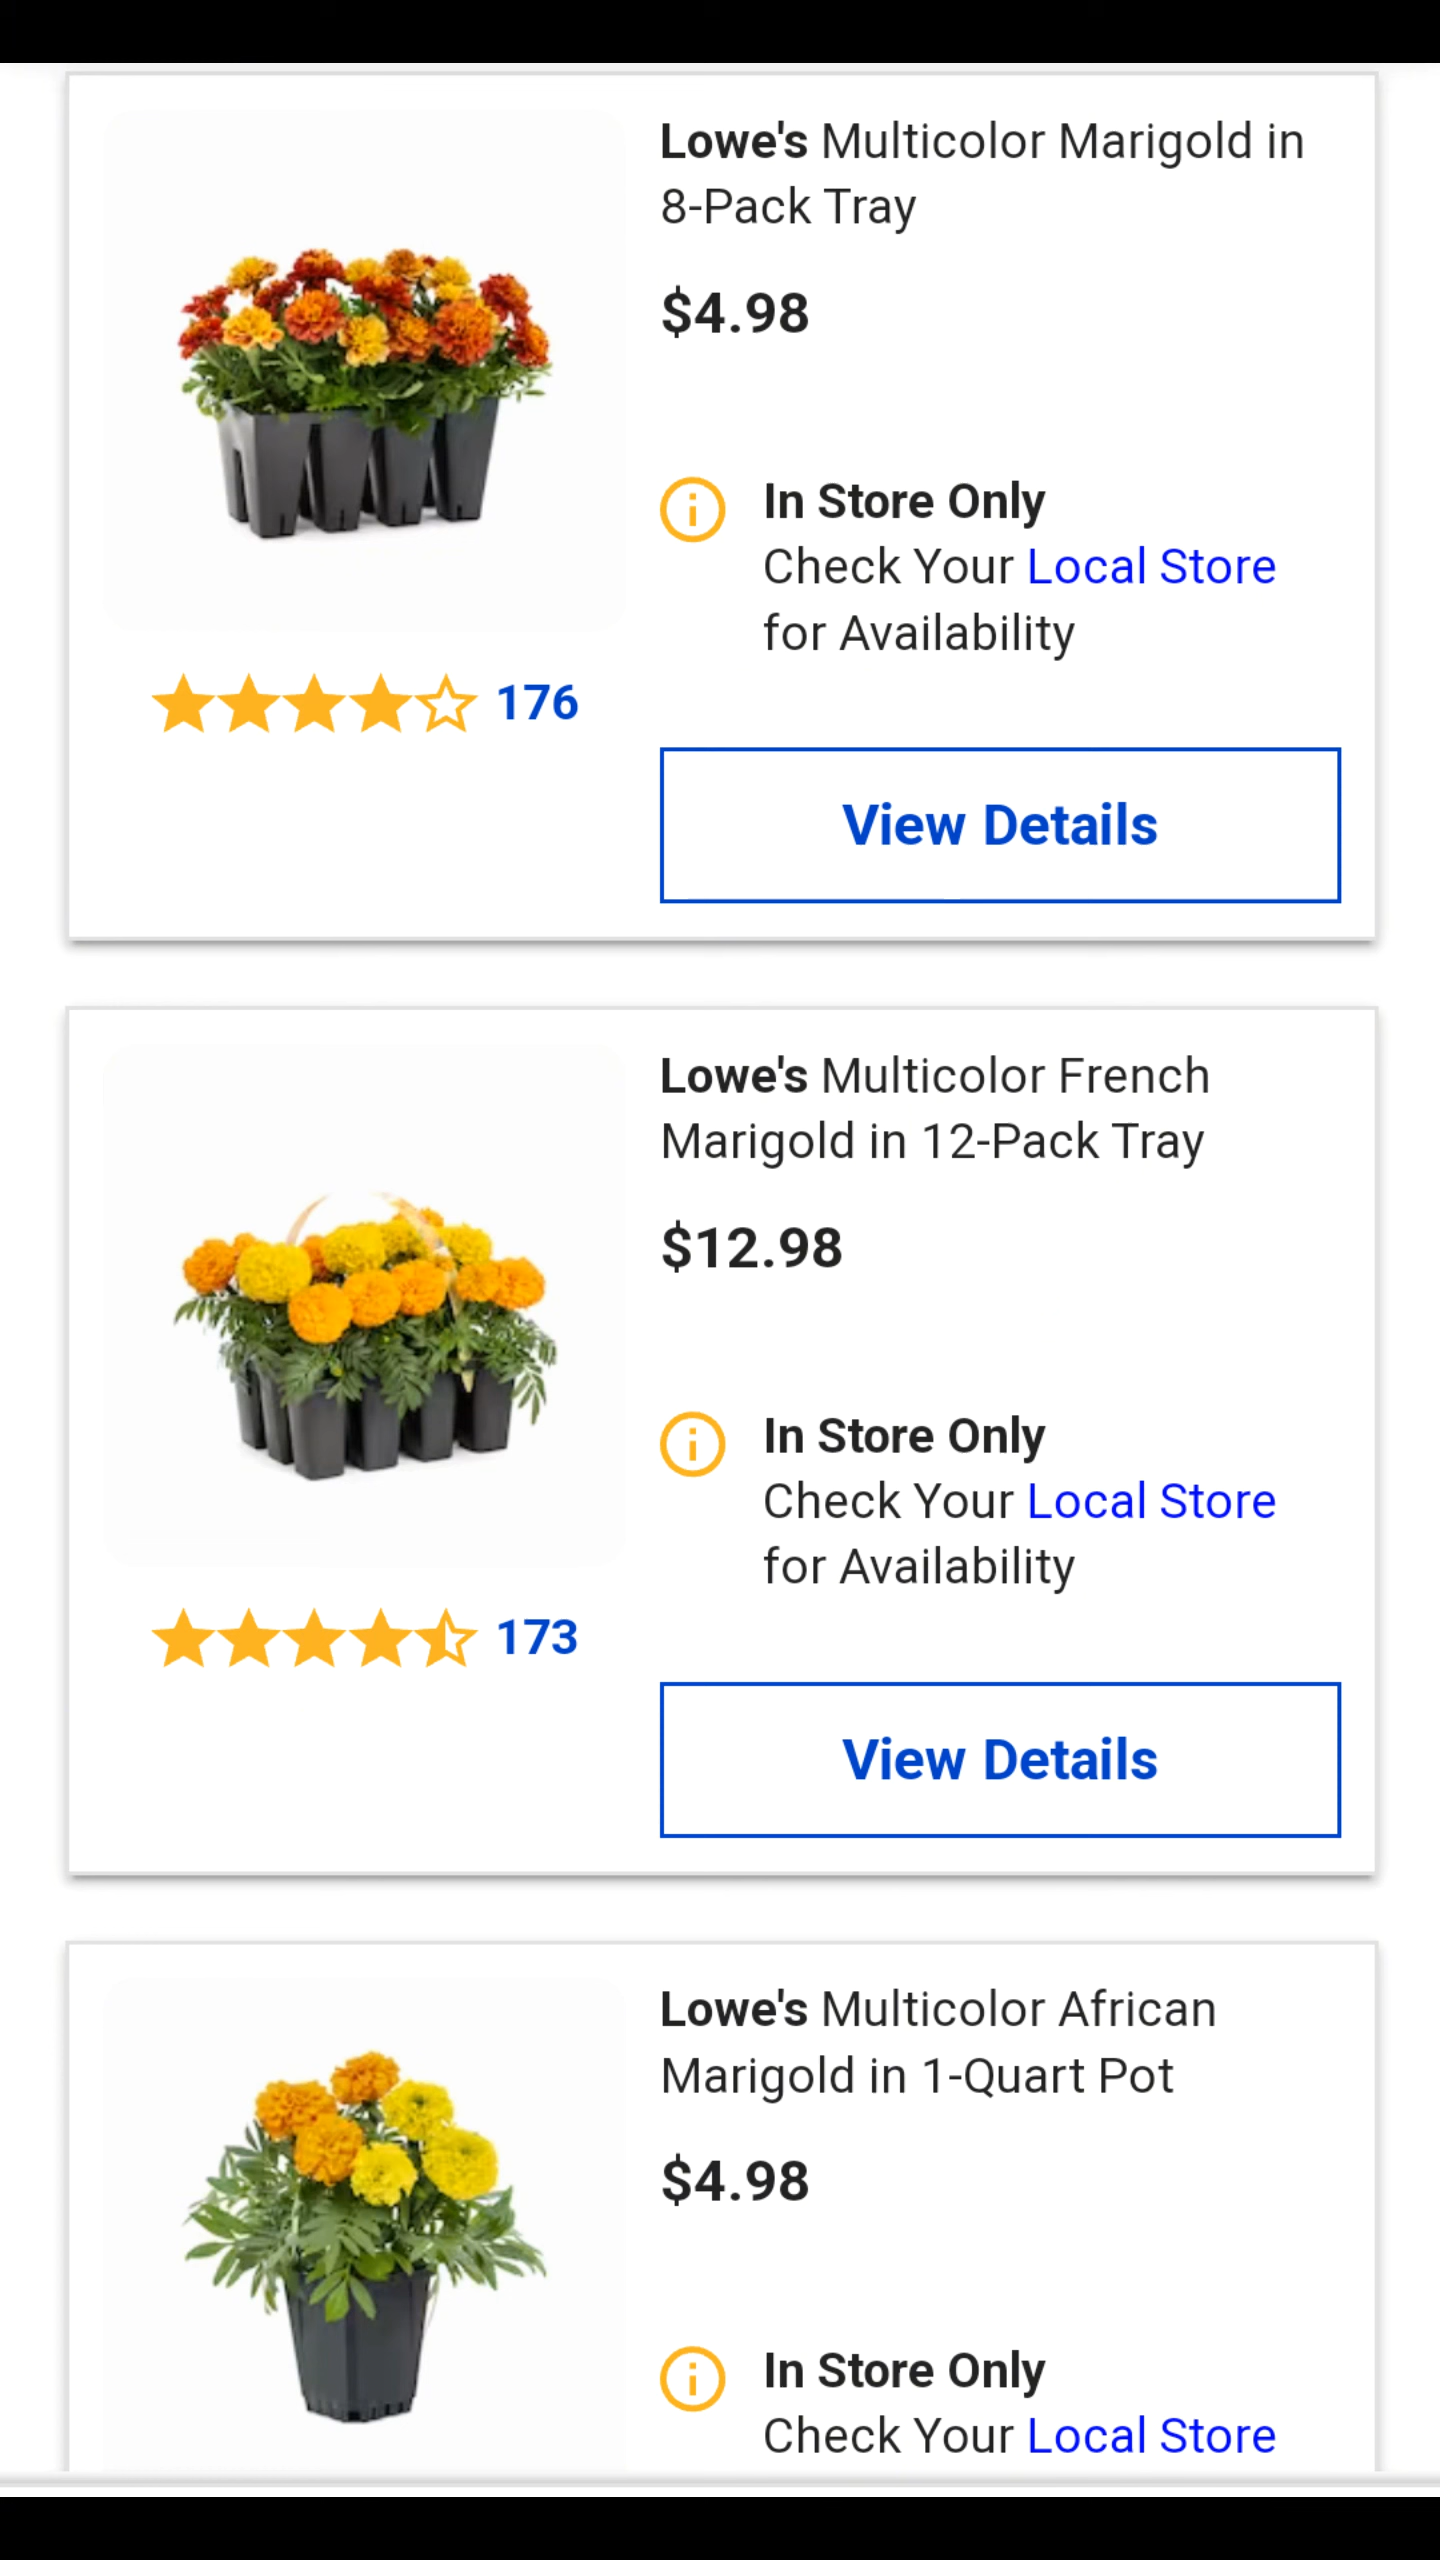 Lowe's Multicolor Marigold in
8-Pack Tray
$4.98
In Store Only
Check Your Local Store
for Availability
176
View Details
Lowe's Multicolor French
Marigold in 12-Pack Tray
$12.98
In Store Only
Check Your Local Store
for Availability
173
View Details
Lowe's Multicolor African
Marigold in 1-Quart Pot
$4.98
In Store Only
Check Your Local Store